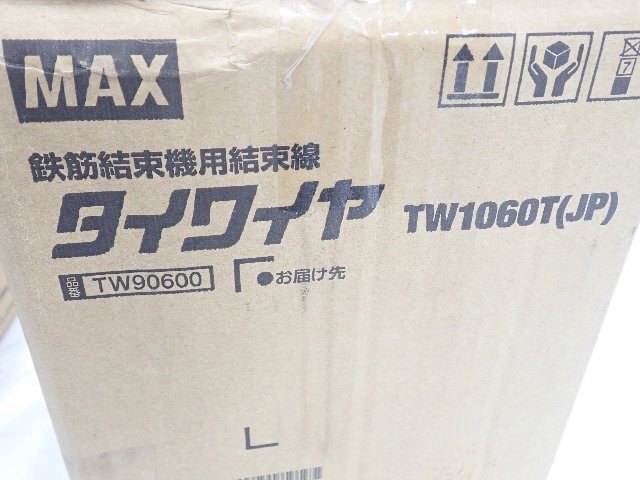 MAX
鉄筋結束機用結束線
タイワイヤ TW1060T(JP)
品番 TW90600
●お届け先
7